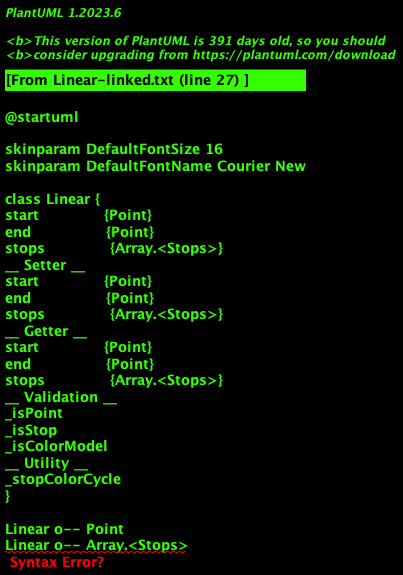 PlantUML 1.2023.6
<b>This version of PlantUML is 391 days old, so you should
<b>consider upgrading from https://plantuml.com/download
[From Linear-linked.txt (line 27) ]
@startuml
skinparam DefaultFontSize 16
skinparam DefaultFontName Courier New
class Linear {
start {Point}
end {Point}
stops {Array.<Stops>}
__ Setter __
start {Point}
end {Point}
stops {Array.<Stops>}
__ Getter __
start {Point}
end {Point}
stops {Array.<Stops>}
__ Validation __
_isPoint
_isStop
_isColorModel
__ Utility __
_stopColorCycle
}
Linear o-- Point
Linear o-- Array.<Stops>
Syntax Error?